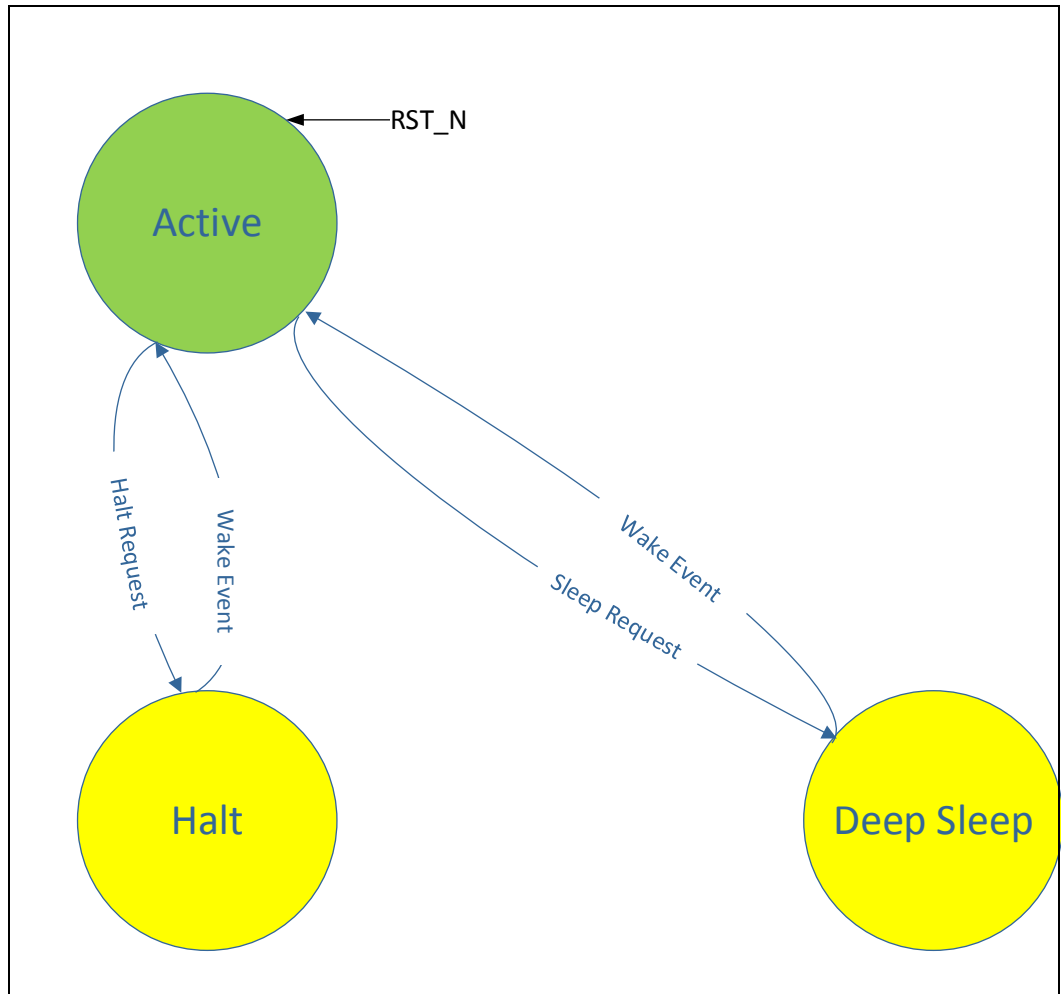 RST_N
Active
Halt Request
Wake Event
Wake Event
Sleep Request
Halt
Deep Sleep